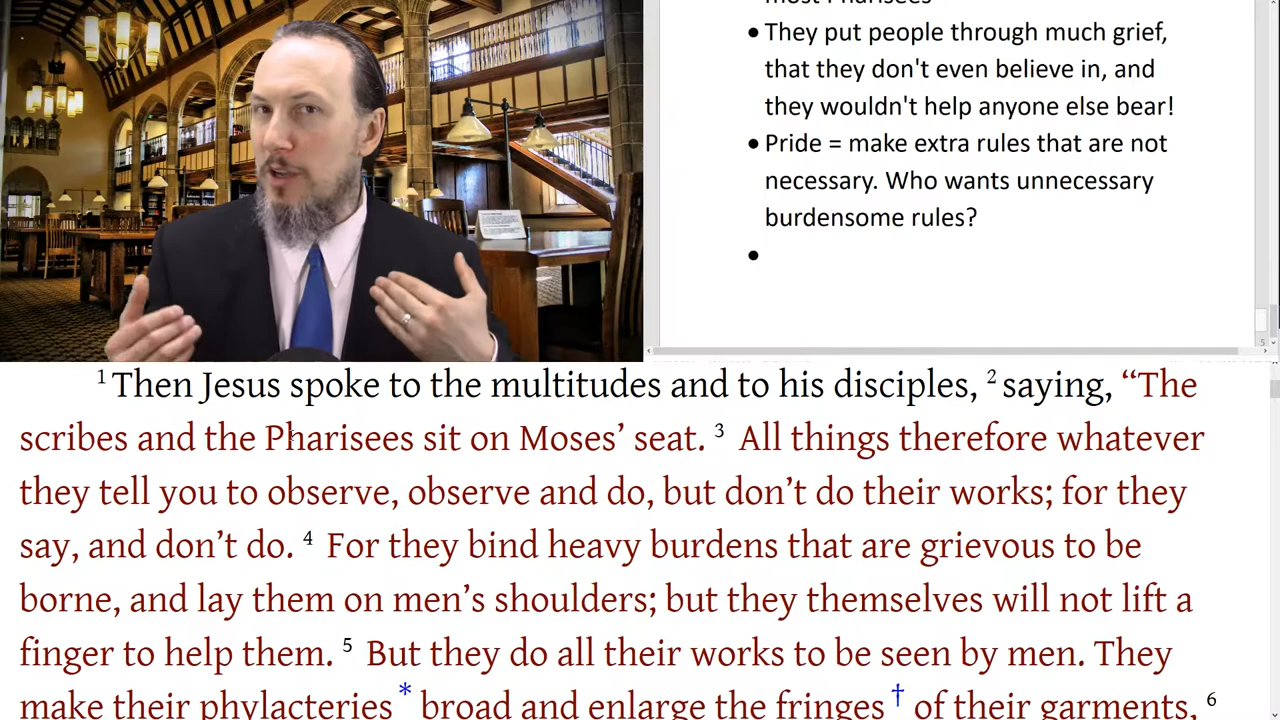 most Pharisees
• They put people through much grief,
that they don't even believe in, and
they wouldn't help anyone else bear!
• Pride = make extra rules that are not
necessary. Who wants unnecessary
burdensome rules?
•
5
¹ Then Jesus spoke to the multitudes and to his disciples, ² saying, “The
scribes and the Pharisees sit on Moses’ seat. ³ All things therefore whatever
they tell you to observe, observe and do, but don’t do their works; for they
say, and don’t do. ⁴ For they bind heavy burdens that are grievous to be
borne, and lay them on men’s shoulders; but they themselves will not lift a
finger to help them. ⁵ But they do all their works to be seen by men. They
make their phylacteries * broad and enlarge the fringes † of their garments, ⁶